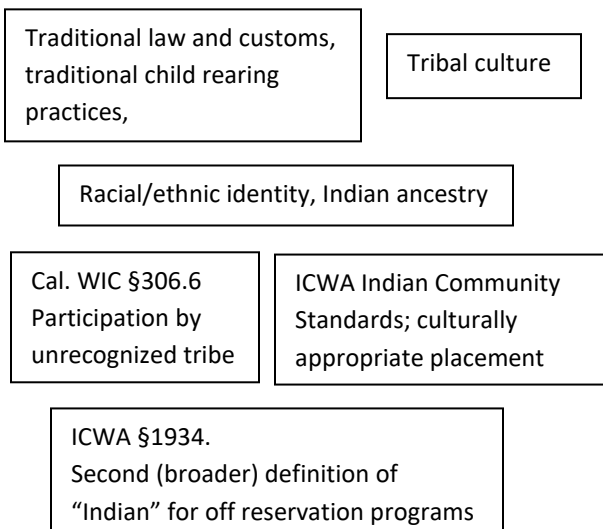 Traditional law and customs,
traditional child rearing
practices,
Tribal culture
Racial/ethnic identity, Indian ancestry
Cal. WIC §306.6
Participation by
unrecognized tribe
ICWA Indian Community
Standards; culturally
appropriate placement
ICWA §1934.
Second (broader) definition of
“Indian” for off reservation programs